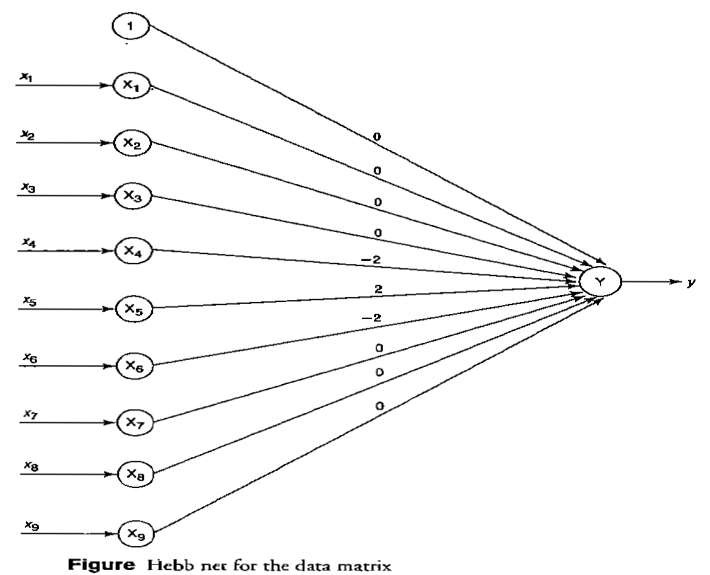 1
x1 X1
x2 X2
0
0
x3 X3
0
0
x4 X4
-2
x5 X5
2
Y y
-2
x6 X6
0
0
x7 X7
0
x8 X8
x9 X9
Figure Hebb net for the data matrix